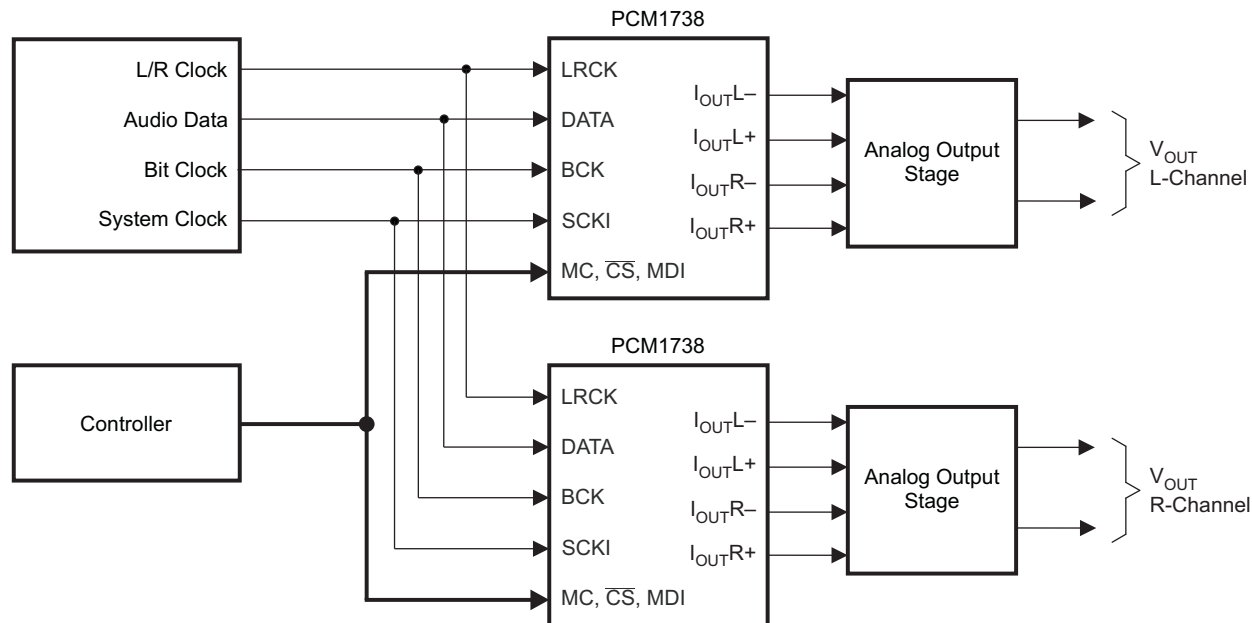 PCM1738
L/R Clock
Audio Data
Bit Clock
System Clock
LRCK
DATA
BCK
SCKI
MC, C̅S̅, MDI
I_OUTL–
I_OUTL+
I_OUTR–
I_OUTR+
Analog Output
Stage
V_OUT
L-Channel
Controller
PCM1738
LRCK
DATA
BCK
SCKI
MC, C̅S̅, MDI
I_OUTL–
I_OUTL+
I_OUTR–
I_OUTR+
Analog Output
Stage
V_OUT
R-Channel